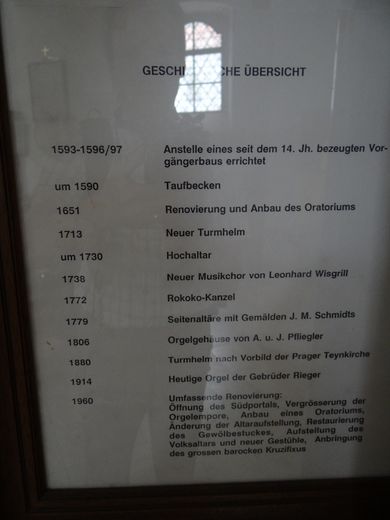 GESCHICHTLICHE ÜBERSICHT
1593-1596/97 Anstelle eines seit dem 14. Jh. bezeugten Vor-
gängerbaus errichtet
um 1590 Taufbecken
1651 Renovierung und Anbau des Oratoriums
1713 Neuer Turmhelm
um 1730 Hochaltar
1738 Neuer Musikchor von Leonhard Wisgrill
1772 Rokoko-Kanzel
1779 Seitenaltäre mit Gemälden J. M. Schmidts
1806 Orgelgehäuse von A. u. J. Pfliegler
1880 Turmhelm nach Vorbild der Prager Teynkirche
1914 Heutige Orgel der Gebrüder Rieger
1960 Umfassende Renovierung:
Öffnung des Südportals, Vergrösserung der
Orgelempore, Anbau eines Oratoriums,
Änderung der Altaraufstellung, Restaurierung
des Gewölbestuckes, Aufstellung des
Volksaltars und neuer Gestühle, Anbringung
des grossen barocken Kruzifixus